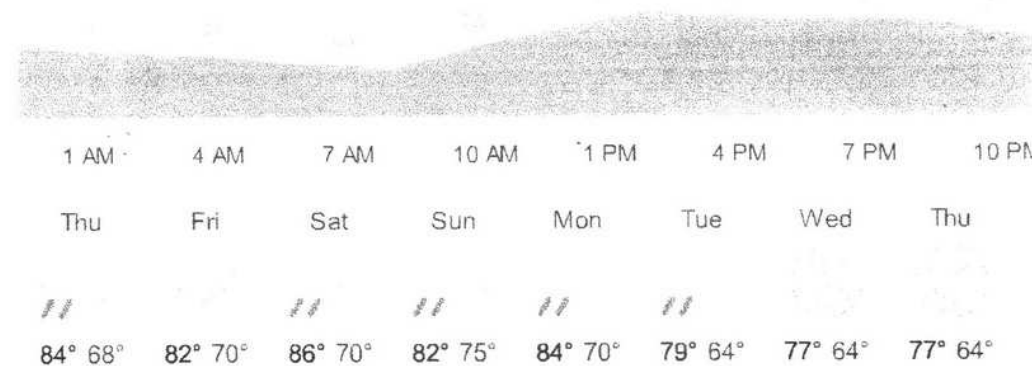 1 AM 4 AM 7 AM 10 AM 1 PM 4 PM 7 PM 10 PM
Thu Fri Sat Sun Mon Tue Wed Thu
84° 68° 82° 70° 86° 70° 82° 75° 84° 70° 79° 64° 77° 64° 77° 64°